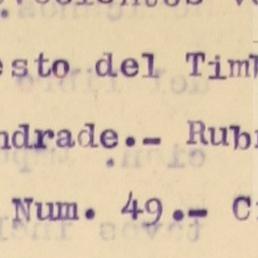 esto del Tim
ndrade.- Rub
Num. 49.- C